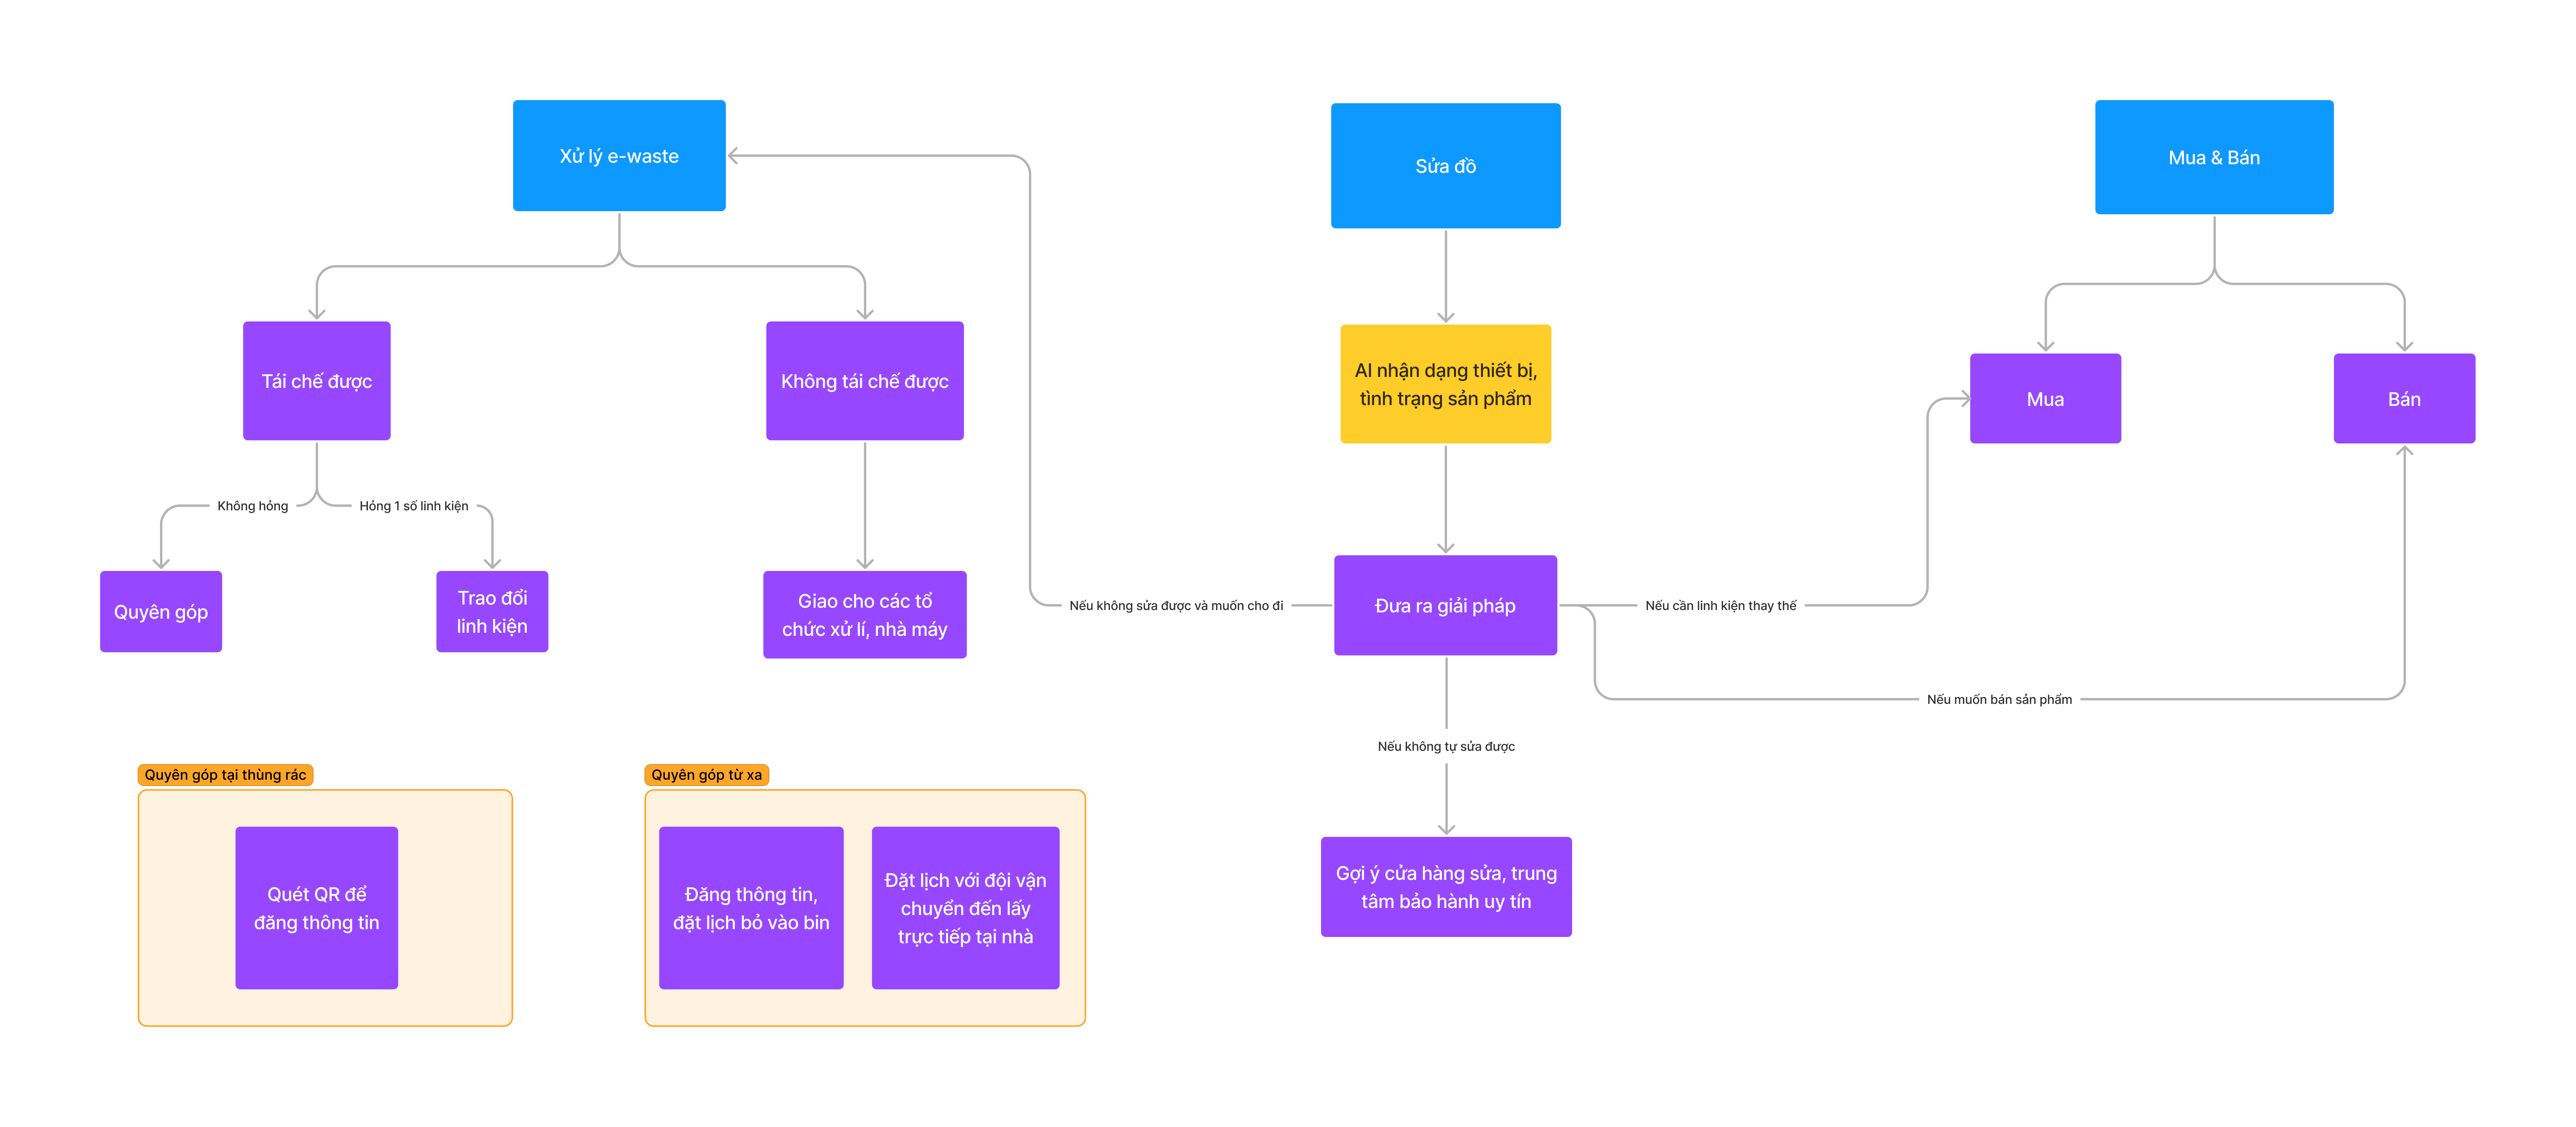 Xử lý e-waste
Sửa đồ
Mua & Bán
Tái chế được
Không tái chế được
AI nhận dạng thiết bị,
tình trạng sản phẩm
Mua
Bán
Không hỏng
Hỏng 1 số linh kiện
Quyên góp
Trao đổi
linh kiện
Giao cho các tổ
chức xử lí, nhà máy
Nếu không sửa được và muốn cho đi
Đưa ra giải pháp
Nếu cần linh kiện thay thế
Nếu muốn bán sản phẩm
Nếu không tự sửa được
Gợi ý cửa hàng sửa, trung
tâm bảo hành uy tín
Quyên góp tại thùng rác
Quét QR để
đăng thông tin
Quyên góp từ xa
Đăng thông tin,
đặt lịch bỏ vào bin
Đặt lịch với đội vận
chuyển đến lấy
trực tiếp tại nhà